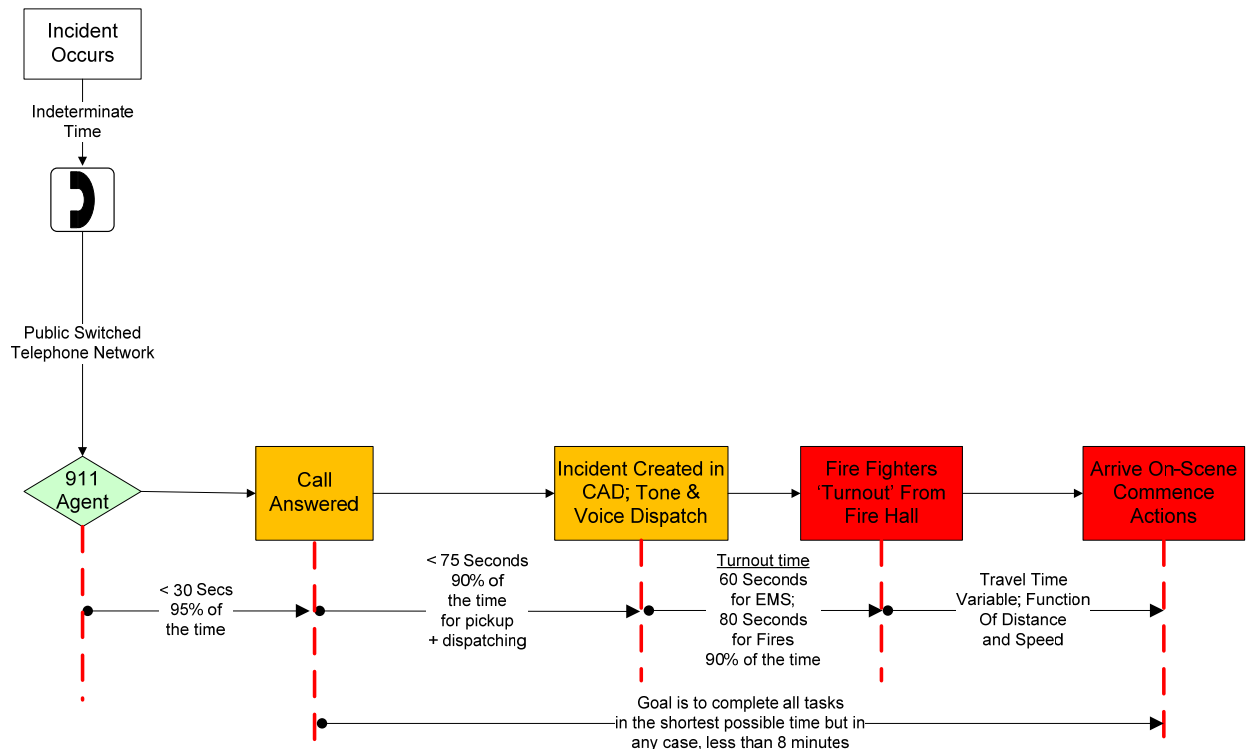 Incident
Occurs
Indeterminate
Time
Public Switched
Telephone Network
911
Agent
Call
Answered
Incident Created in
CAD; Tone &
Voice Dispatch
Fire Fighters
‘Turnout’ From
Fire Hall
Arrive On-Scene
Commence
Actions
< 30 Secs
95% of
the time
< 75 Seconds
90% of
the time
for pickup
+ dispatching
Turnout time
60 Seconds
for EMS;
80 Seconds
for Fires
90% of the time
Travel Time
Variable; Function
Of Distance
and Speed
Goal is to complete all tasks
in the shortest possible time but in
any case, less than 8 minutes